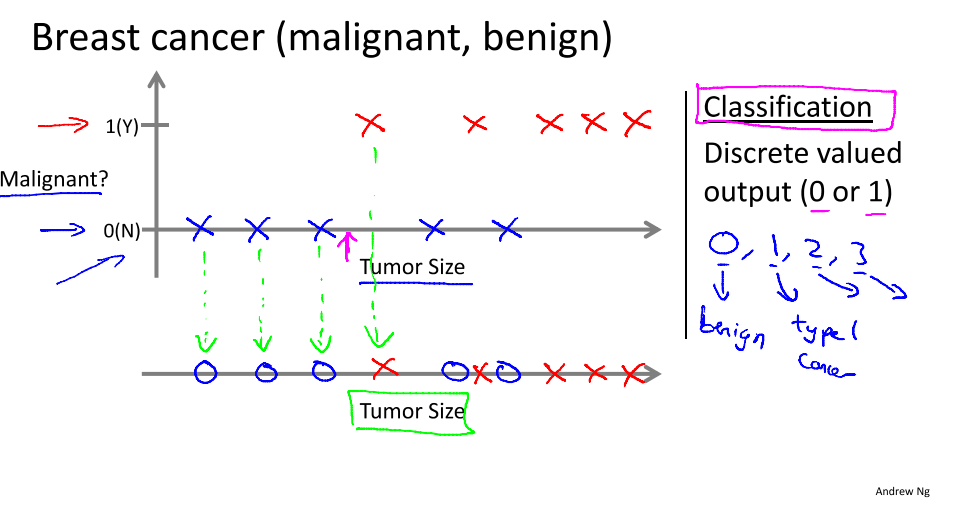 Breast cancer (malignant, benign)
1(Y)
Malignant?
0(N)
Tumor Size
Tumor Size
Classification
Discrete valued
output (0 or 1)
0, 1, 2, 3
benign
type 1
cancer
Andrew Ng